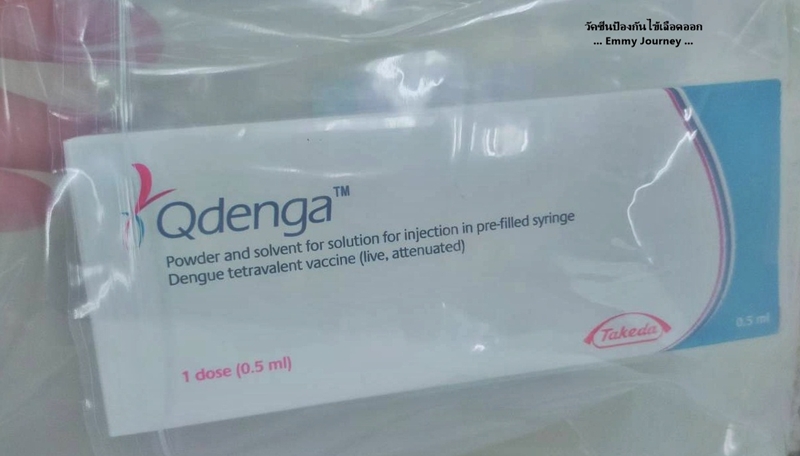 วัคซีนป้องกันไข้เลือดออก
... Emmy Journey ...
Qdenga™
Powder and solvent for solution for injection in pre-filled syringe
Dengue tetravalent vaccine (live, attenuated)
Takeda
0.5 ml
1 dose (0.5 ml)